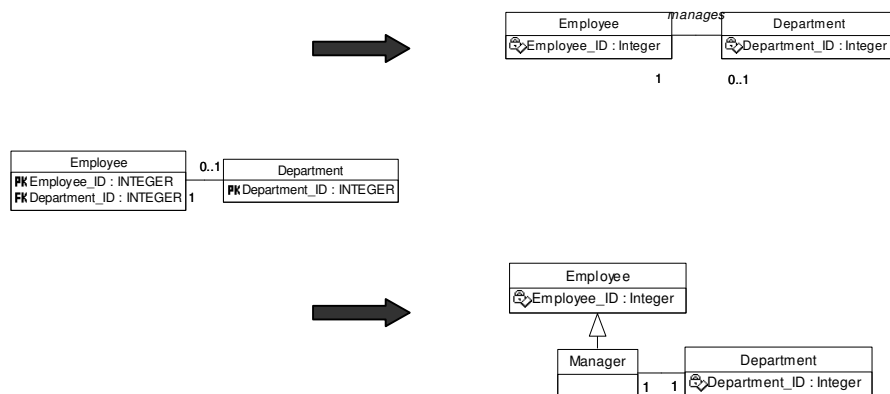 manages
Employee
Employee_ID : Integer
Department
Department_ID : Integer
1
0..1
Employee
PK Employee_ID : INTEGER
FK Department_ID : INTEGER
0..1
1
Department
PK Department_ID : INTEGER
Employee
Employee_ID : Integer
Manager
1
1
Department
Department_ID : Integer